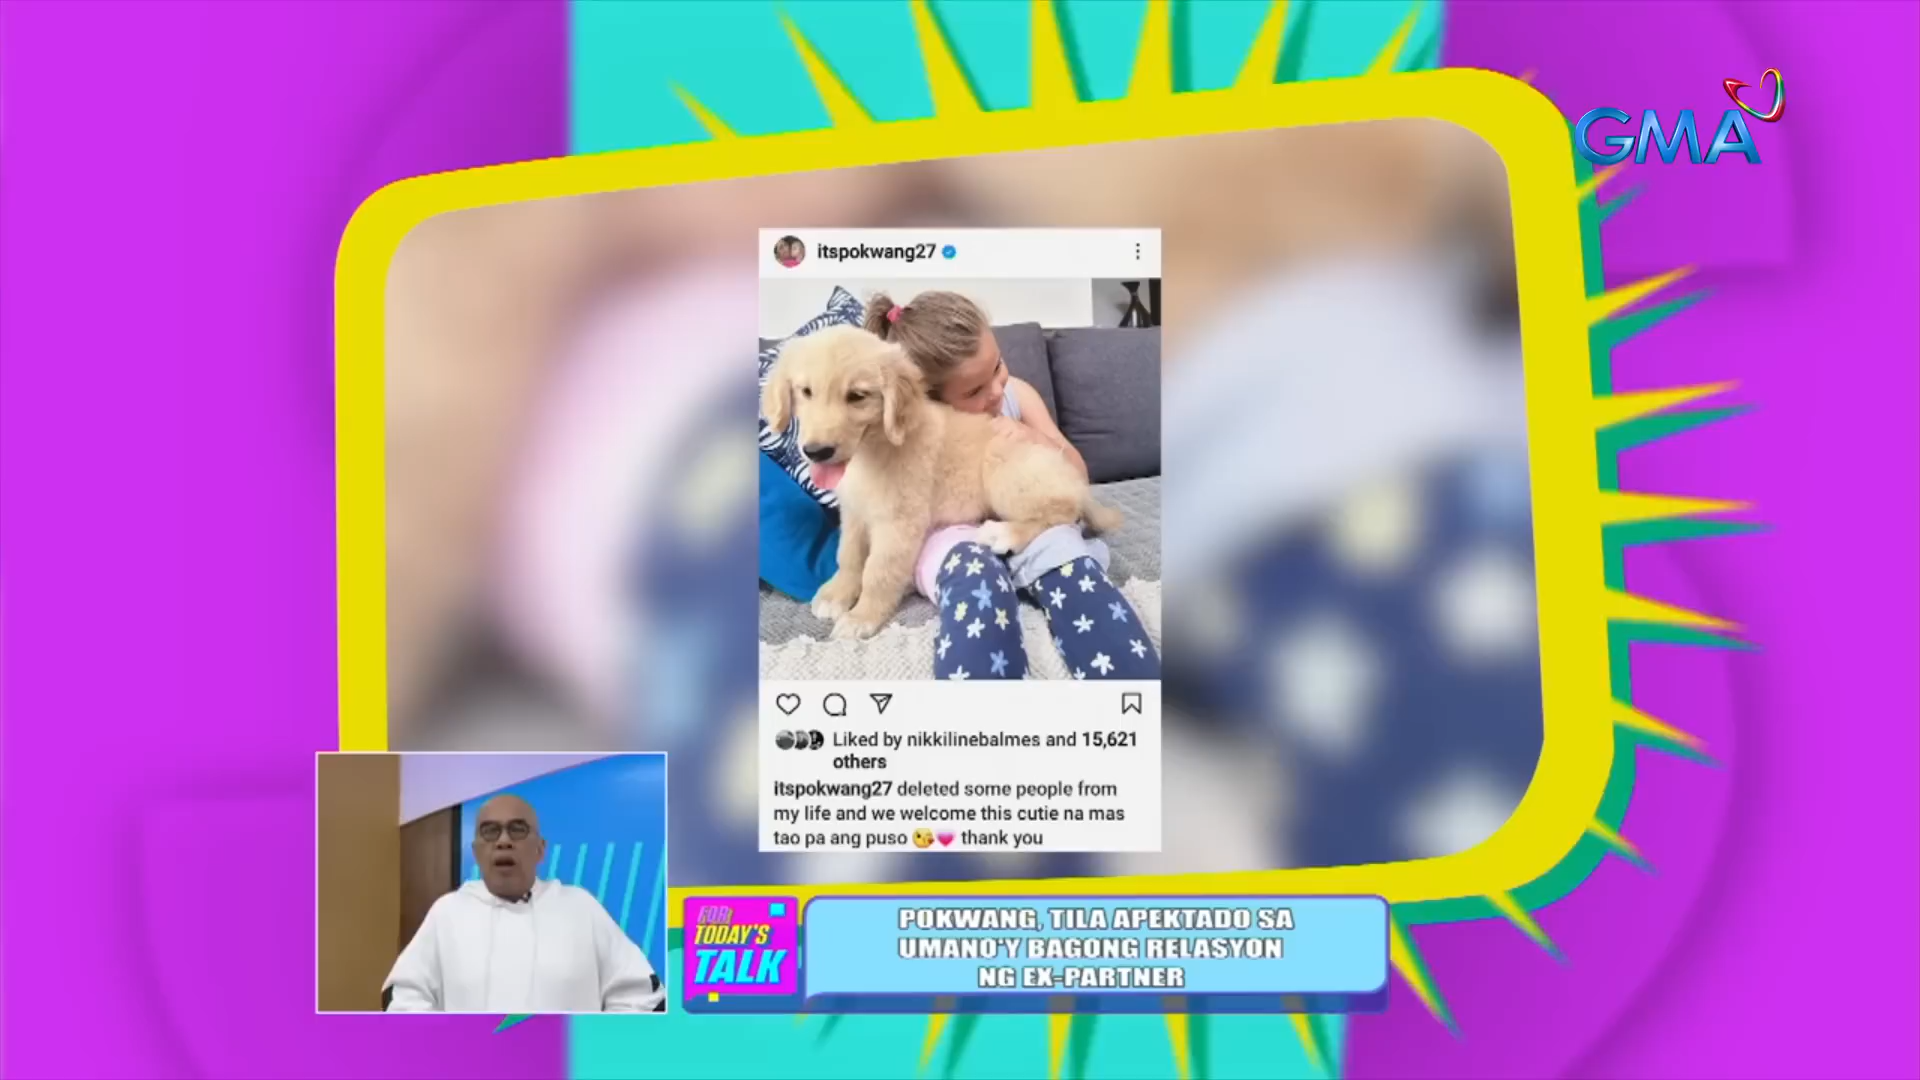 GMA
itspokwang27
Liked by nikkilinebalmes and 15,621
others
itspokwang27 deleted some people from
my life and we welcome this cutie na mas
tao pa ang puso 😘💗 thank you
FOR
TODAY'S
TALK
POKWANG, TILA APEKTADO SA
UMANO'Y BAGONG RELASYON
NG EX-PARTNER